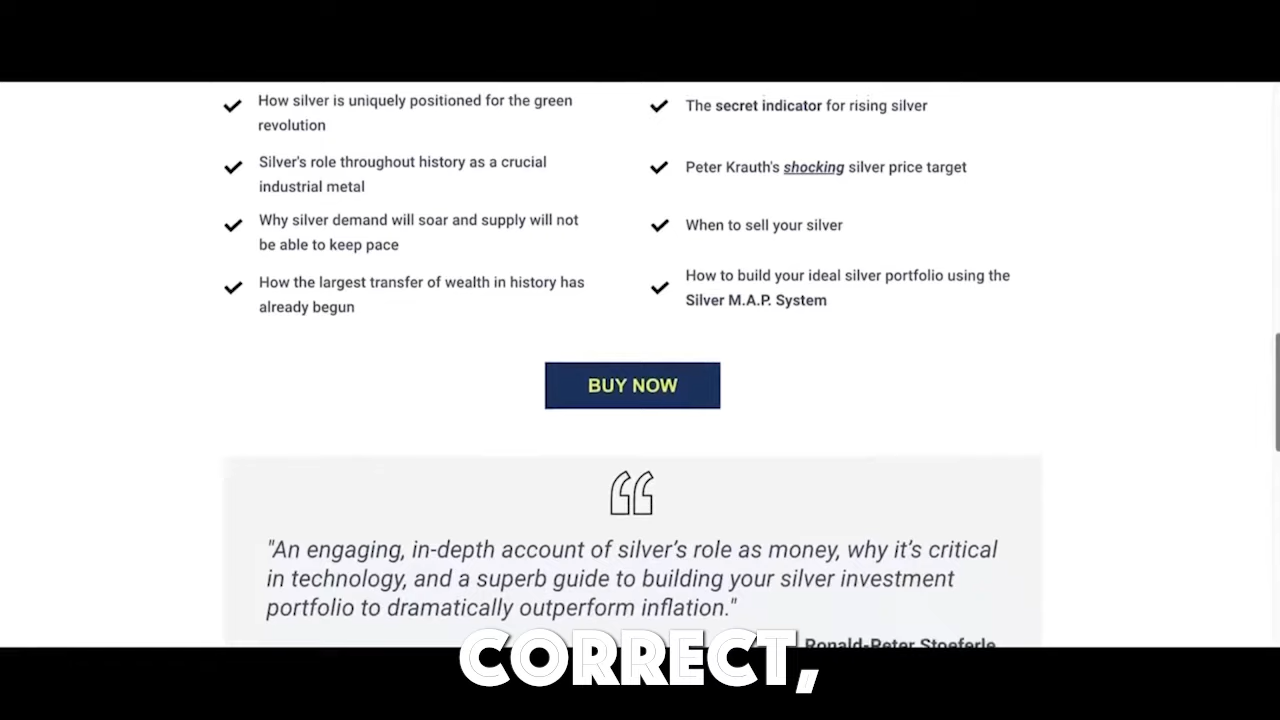 How silver is uniquely positioned for the green
revolution
Silver's role throughout history as a crucial
industrial metal
Why silver demand will soar and supply will not
be able to keep pace
How the largest transfer of wealth in history has
already begun
The secret indicator for rising silver
Peter Krauth's shocking silver price target
When to sell your silver
How to build your ideal silver portfolio using the
Silver M.A.P. System
BUY NOW
"An engaging, in-depth account of silver’s role as money, why it’s critical
in technology, and a superb guide to building your silver investment
portfolio to dramatically outperform inflation."
Ronald-Peter Stoeferle
CORRECT,